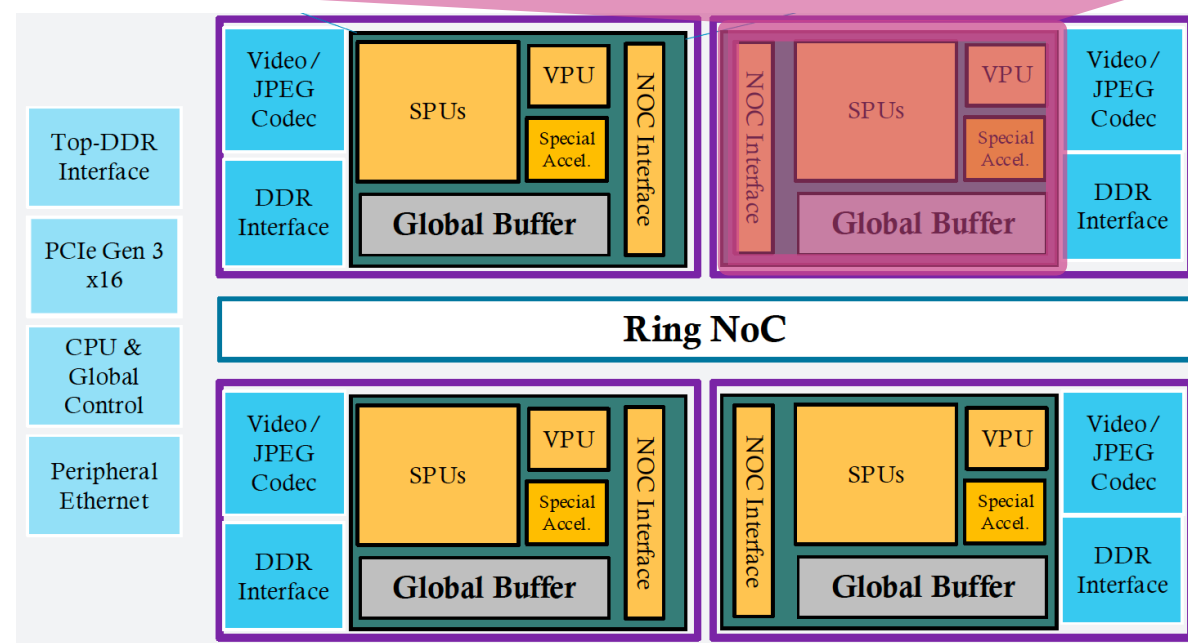 Top-DDR
Interface
PCIe Gen 3
x16
CPU &
Global
Control
Peripheral
Ethernet
Video/
JPEG
Codec
DDR
Interface
SPUs
VPU
Special
Accel.
NOC Interface
Global Buffer
NOC Interface
SPUs
VPU
Special
Accel.
Global Buffer
Video/
JPEG
Codec
DDR
Interface
Ring NoC
Video/
JPEG
Codec
DDR
Interface
SPUs
VPU
Special
Accel.
NOC Interface
Global Buffer
NOC Interface
SPUs
VPU
Special
Accel.
Global Buffer
Video/
JPEG
Codec
DDR
Interface